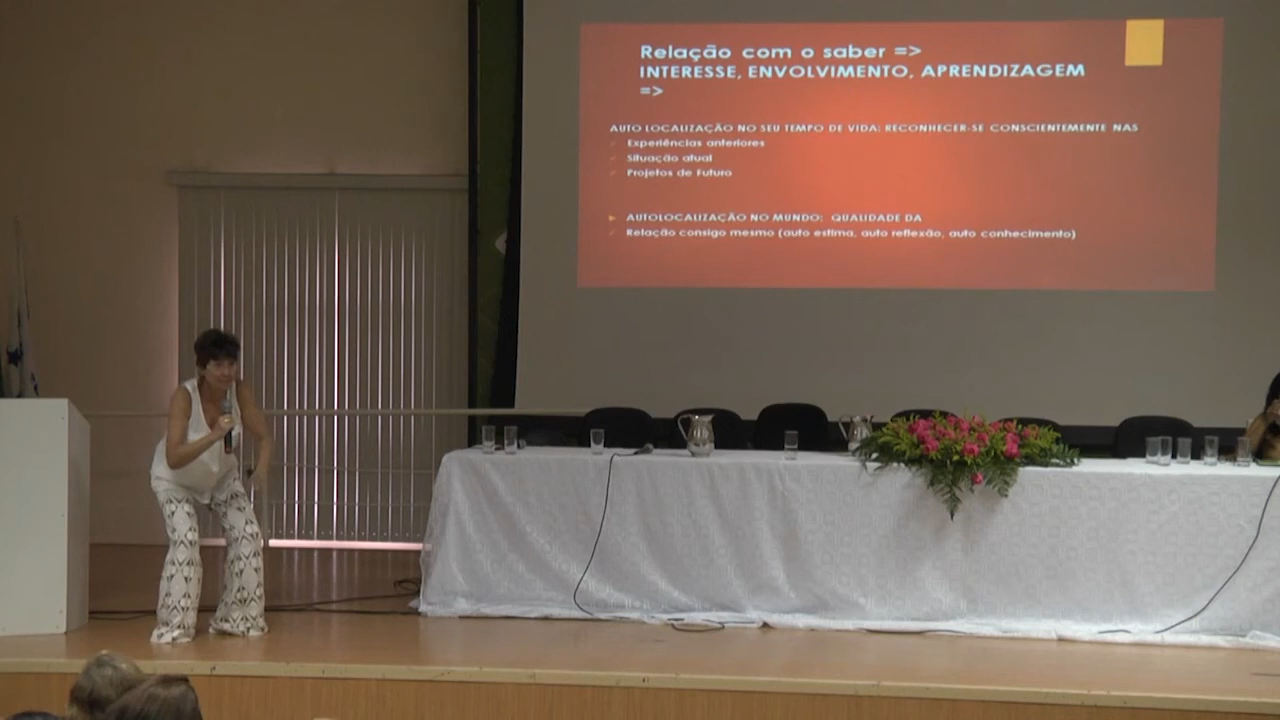 Relação com o saber =>
INTERESSE, ENVOLVIMENTO, APRENDIZAGEM
=>
AUTO LOCALIZAÇÃO NO SEU TEMPO DE VIDA: RECONHECER-SE CONSCIENTEMENTE NAS
Experiências anteriores
Situação atual
Projetos de Futuro
AUTOLOCALIZAÇÃO NO MUNDO: QUALIDADE DA
Relação consigo mesmo (auto estima, auto reflexão, auto conhecimento)